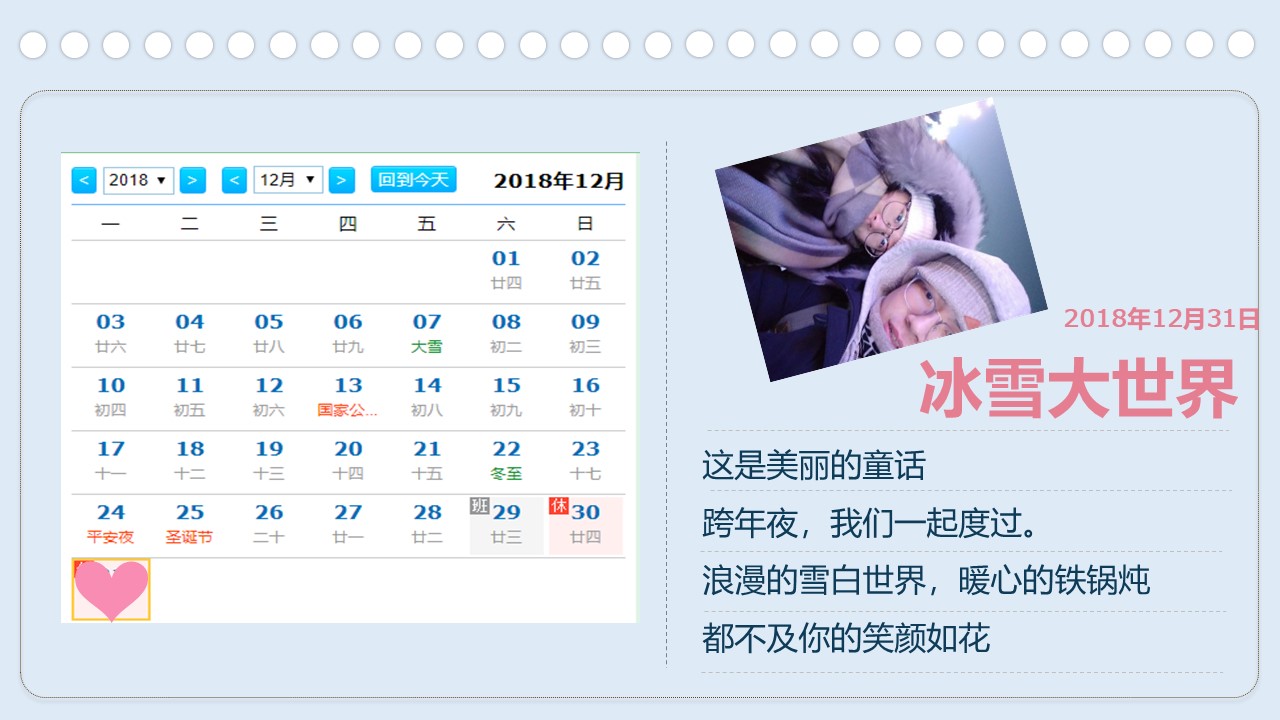 < 2018 ▼ > < 12月 ▼ > 回到今天 2018年12月
一 二 三 四 五 六 日
01 02
廿四 廿五
03 04 05 06 07 08 09
廿六 廿七 廿八 廿九 大雪 初二 初三
10 11 12 13 14 15 16
初四 初五 初六 国家公... 初八 初九 初十
17 18 19 20 21 22 23
十一 十二 十三 十四 十五 冬至 十七
24 25 26 27 28 班 29 休 30
平安夜 圣诞节 二十 廿一 廿二 廿三 廿四
2018年12月31日
冰雪大世界
这是美丽的童话
跨年夜，我们一起度过。
浪漫的雪白世界，暖心的铁锅炖
都不及你的笑颜如花